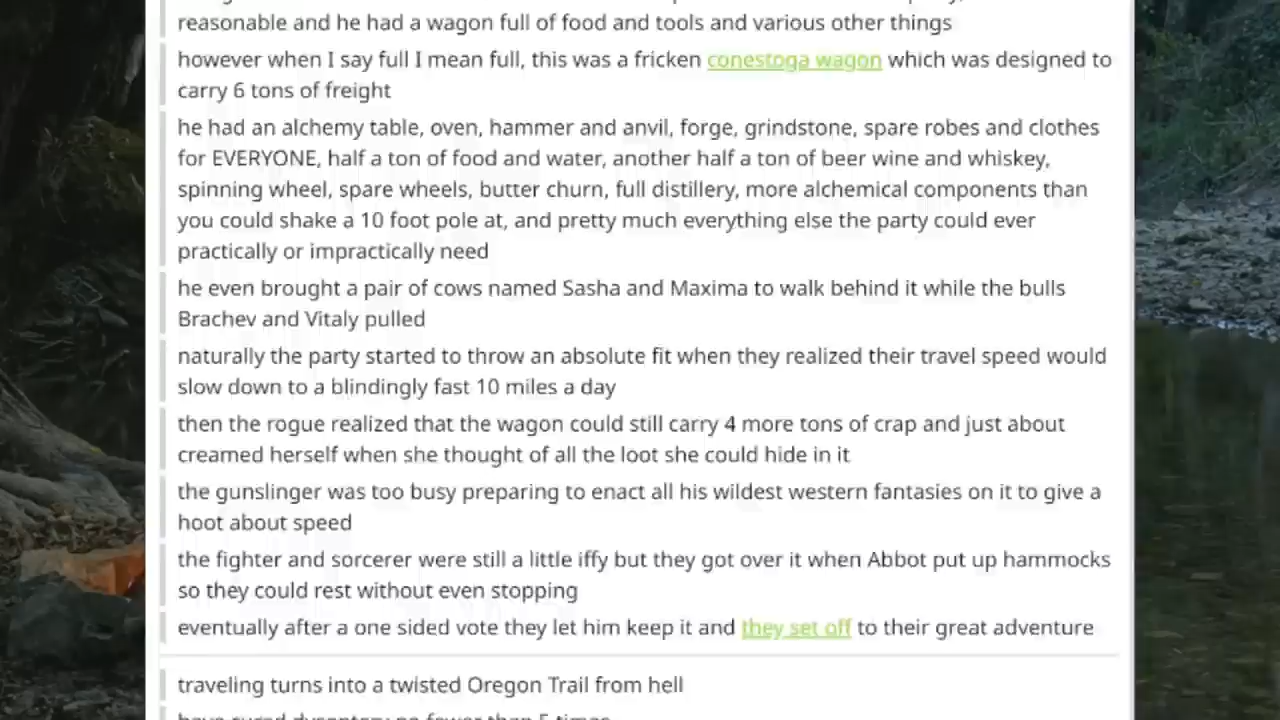 reasonable and he had a wagon full of food and tools and various other things
however when I say full I mean full, this was a fricken conestoga wagon which was designed to
carry 6 tons of freight
he had an alchemy table, oven, hammer and anvil, forge, grindstone, spare robes and clothes
for EVERYONE, half a ton of food and water, another half a ton of beer wine and whiskey,
spinning wheel, spare wheels, butter churn, full distillery, more alchemical components than
you could shake a 10 foot pole at, and pretty much everything else the party could ever
practically or impractically need
he even brought a pair of cows named Sasha and Maxima to walk behind it while the bulls
Brachev and Vitaly pulled
naturally the party started to throw an absolute fit when they realized their travel speed would
slow down to a blindingly fast 10 miles a day
then the rogue realized that the wagon could still carry 4 more tons of crap and just about
creamed herself when she thought of all the loot she could hide in it
the gunslinger was too busy preparing to enact all his wildest western fantasies on it to give a
hoot about speed
the fighter and sorcerer were still a little iffy but they got over it when Abbot put up hammocks
so they could rest without even stopping
eventually after a one sided vote they let him keep it and they set off to their great adventure
traveling turns into a twisted Oregon Trail from hell
have cured dysentery no fewer than 5 times